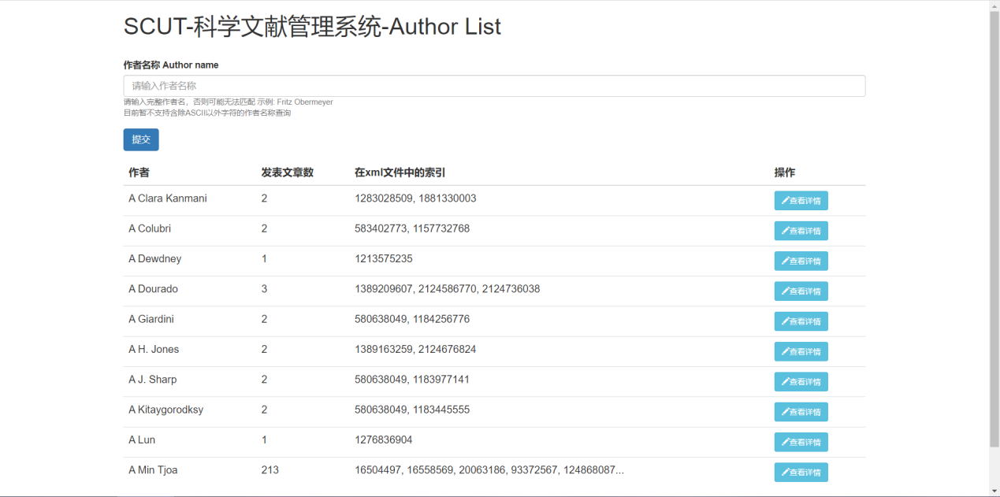 SCUT-科学文献管理系统-Author List
作者名称 Author name
请输入作者名称
请输入完整作者名，否则可能无法匹配 示例: Fritz Obermeyer
目前暂不支持含除ASCII以外字符的作者名称查询
提交
作者 发表文章数 在xml文件中的索引 操作
A Clara Kanmani 2 1283028509, 1881330003 查看详情
A Colubri 2 583402773, 1157732768 查看详情
A Dewdney 1 1213575235 查看详情
A Dourado 3 1389209607, 2124586770, 2124736038 查看详情
A Giardini 2 580638049, 1184256776 查看详情
A H. Jones 2 1389163259, 2124676824 查看详情
A J. Sharp 2 580638049, 1183977141 查看详情
A Kitaygorodksy 2 580638049, 1183445555 查看详情
A Lun 1 1276836904 查看详情
A Min Tjoa 213 16504497, 16558569, 20063186, 93372567, 124868087... 查看详情